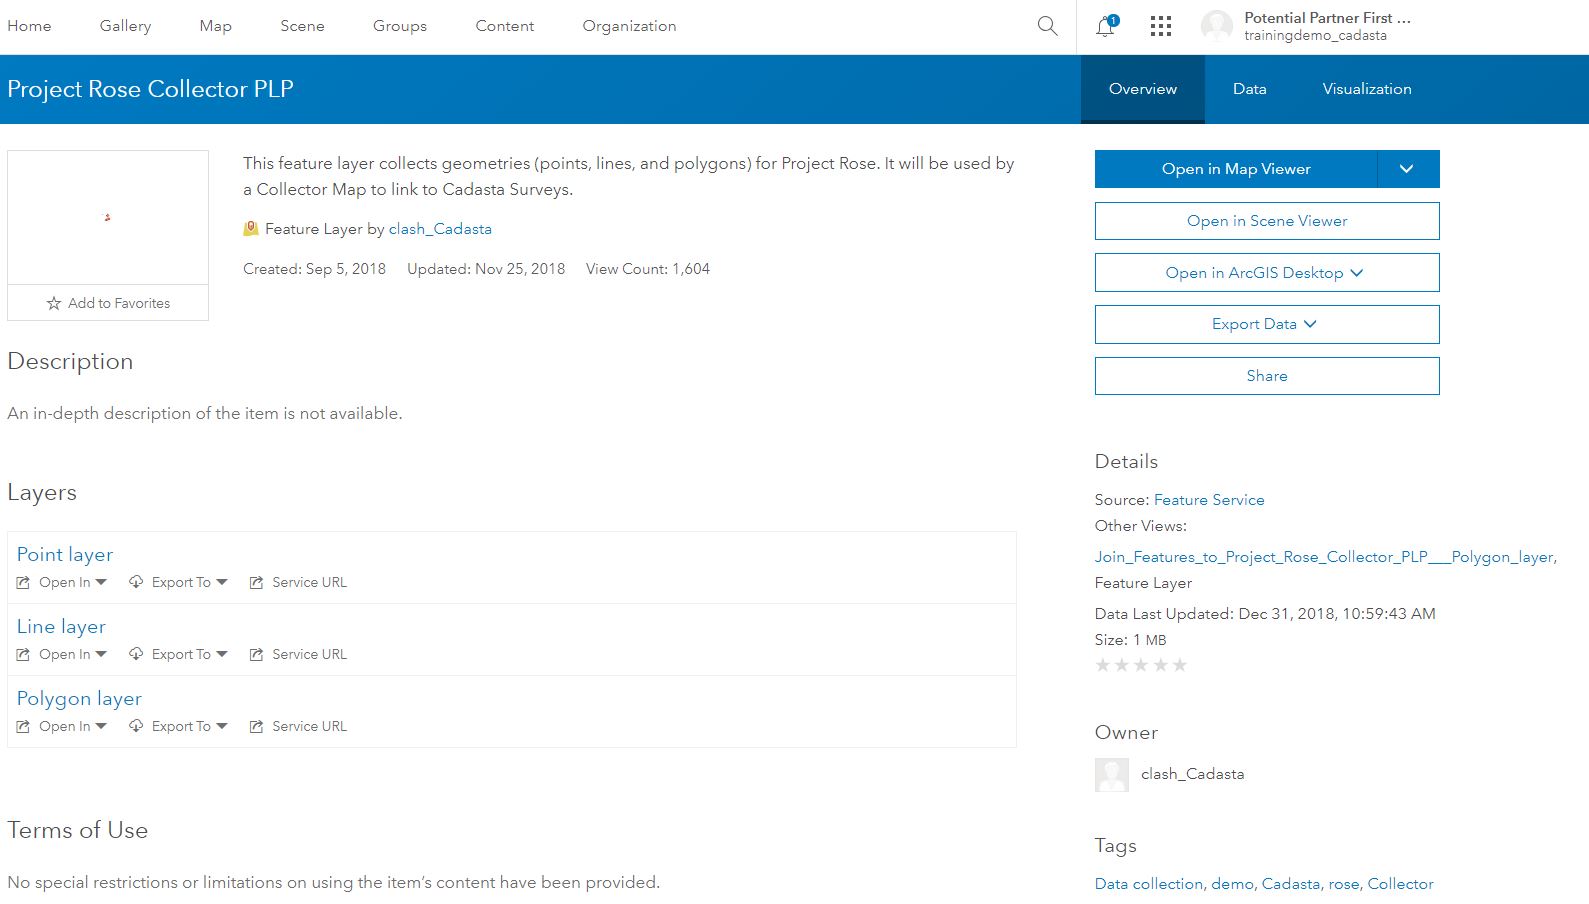 Home Gallery Map Scene Groups Content Organization
1
Potential Partner First ...
trainingdemo_cadasta
Project Rose Collector PLP
Overview Data Visualization
This feature layer collects geometries (points, lines, and polygons) for Project Rose. It will be used by
a Collector Map to link to Cadasta Surveys.
Feature Layer by clash_Cadasta
Created: Sep 5, 2018 Updated: Nov 25, 2018 View Count: 1,604
Add to Favorites
Description
An in-depth description of the item is not available.
Layers
Point layer
Open In Export To Service URL
Line layer
Open In Export To Service URL
Polygon layer
Open In Export To Service URL
Terms of Use
No special restrictions or limitations on using the item's content have been provided.
Open in Map Viewer
Open in Scene Viewer
Open in ArcGIS Desktop
Export Data
Share
Details
Source: Feature Service
Other Views:
Join_Features_to_Project_Rose_Collector_PLP___Polygon_layer,
Feature Layer
Data Last Updated: Dec 31, 2018, 10:59:43 AM
Size: 1 MB
Owner
clash_Cadasta
Tags
Data collection, demo, Cadasta, rose, Collector